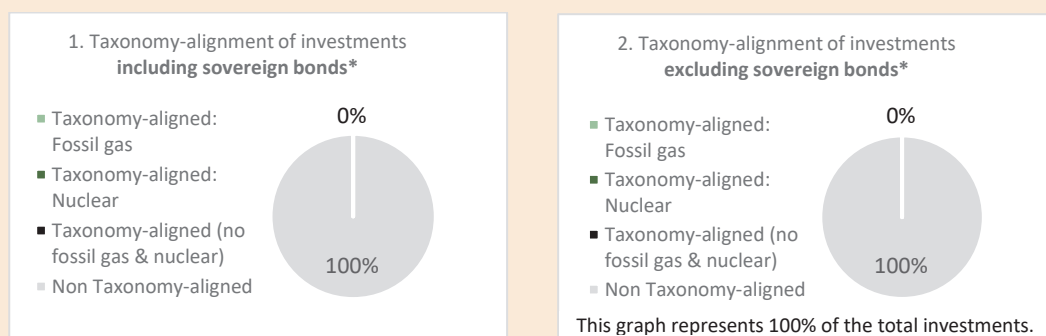 1. Taxonomy-alignment of investments
including sovereign bonds*
Taxonomy-aligned:
Fossil gas
Taxonomy-aligned:
Nuclear
Taxonomy-aligned (no
fossil gas & nuclear)
Non Taxonomy-aligned
0%
100%
2. Taxonomy-alignment of investments
excluding sovereign bonds*
Taxonomy-aligned:
Fossil gas
Taxonomy-aligned:
Nuclear
Taxonomy-aligned (no
fossil gas & nuclear)
Non Taxonomy-aligned
0%
100%
This graph represents 100% of the total investments.